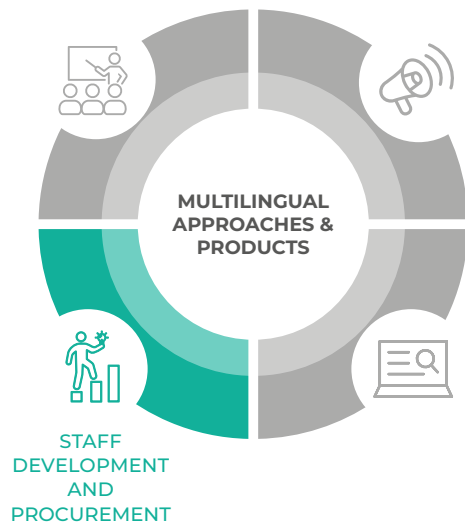 MULTILINGUAL
APPROACHES &
PRODUCTS
STAFF
DEVELOPMENT
AND
PROCUREMENT